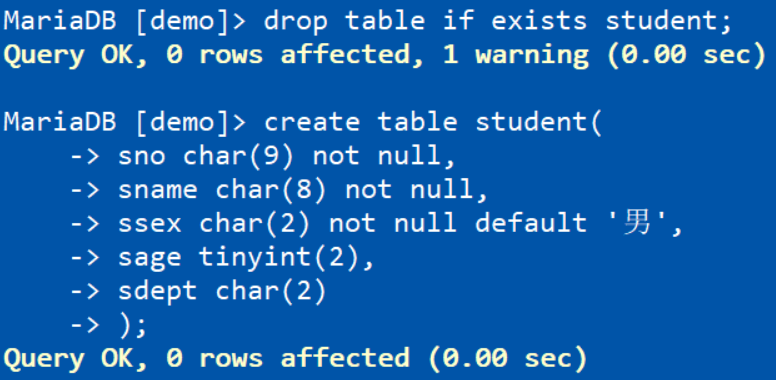 MariaDB [demo]> drop table if exists student;
Query OK, 0 rows affected, 1 warning (0.00 sec)
MariaDB [demo]> create table student(
-> sno char(9) not null,
-> sname char(8) not null,
-> ssex char(2) not null default '男',
-> sage tinyint(2),
-> sdept char(2)
-> );
Query OK, 0 rows affected (0.00 sec)